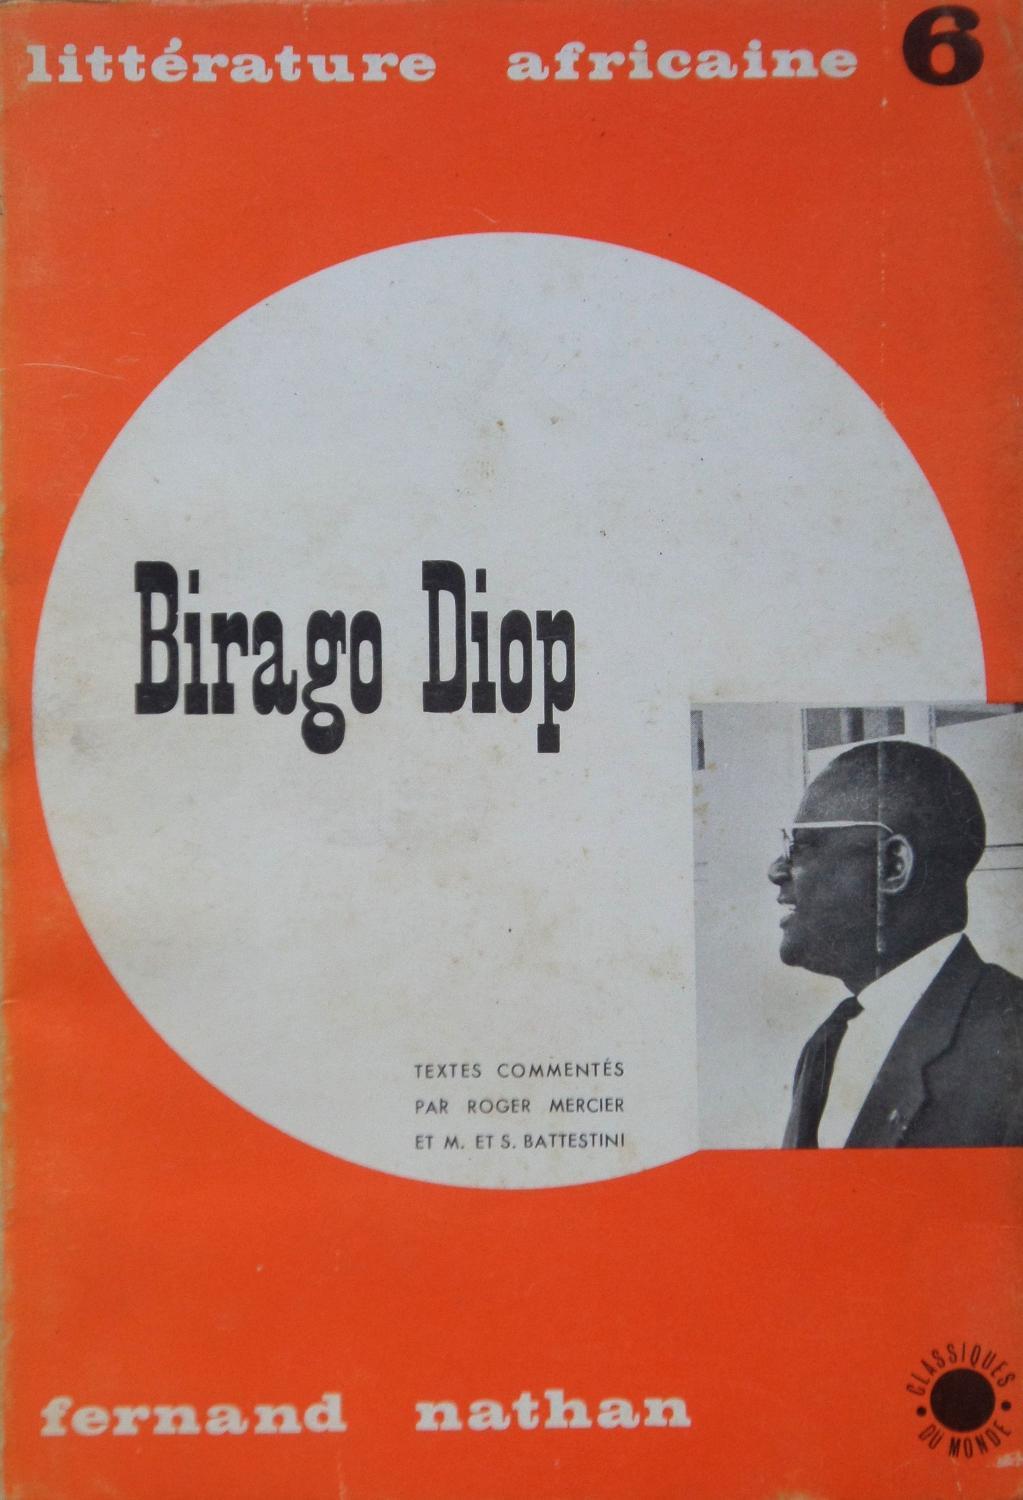 littérature africaine 6
Birago Diop
TEXTES COMMENTÉS
PAR ROGER MERCIER
ET M. ET S. BATTESTINI
fernand nathan
CLASSIQUES
DU MONDE